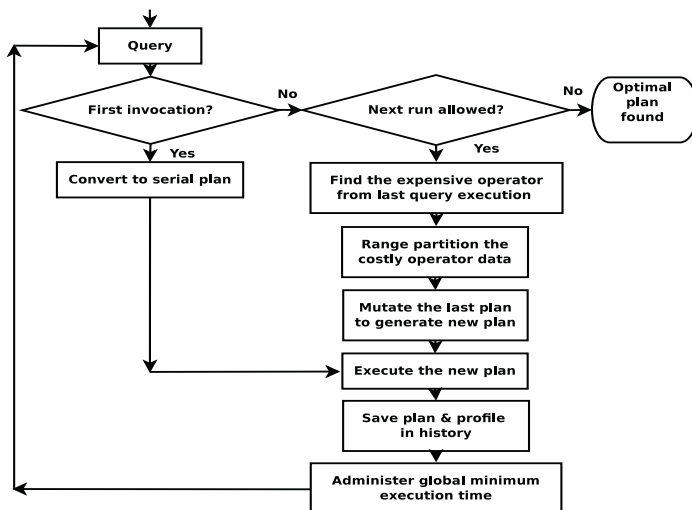 Query
First invocation?
No
Next run allowed?
No
Optimal
plan
found
Yes
Yes
Convert to serial plan
Find the expensive operator
from last query execution
Range partition the
costly operator data
Mutate the last plan
to generate new plan
Execute the new plan
Save plan & profile
in history
Administer global minimum
execution time